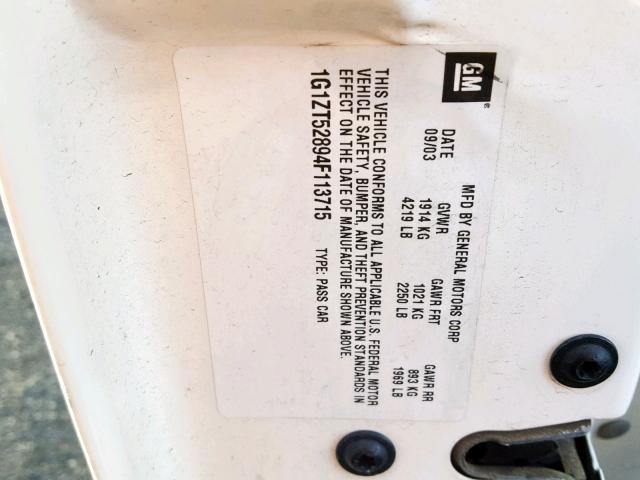 GM
®
MFD BY GENERAL MOTORS CORP
DATE GVWR GAWR FRT GAWR RR
09/03 1914 KG 1021 KG 893 KG
4219 LB 2250 LB 1969 LB
THIS VEHICLE CONFORMS TO ALL APPLICABLE U.S. FEDERAL MOTOR
VEHICLE SAFETY, BUMPER, AND THEFT PREVENTION STANDARDS IN
EFFECT ON THE DATE OF MANUFACTURE SHOWN ABOVE.
1G1ZT52894F113715 TYPE: PASS CAR